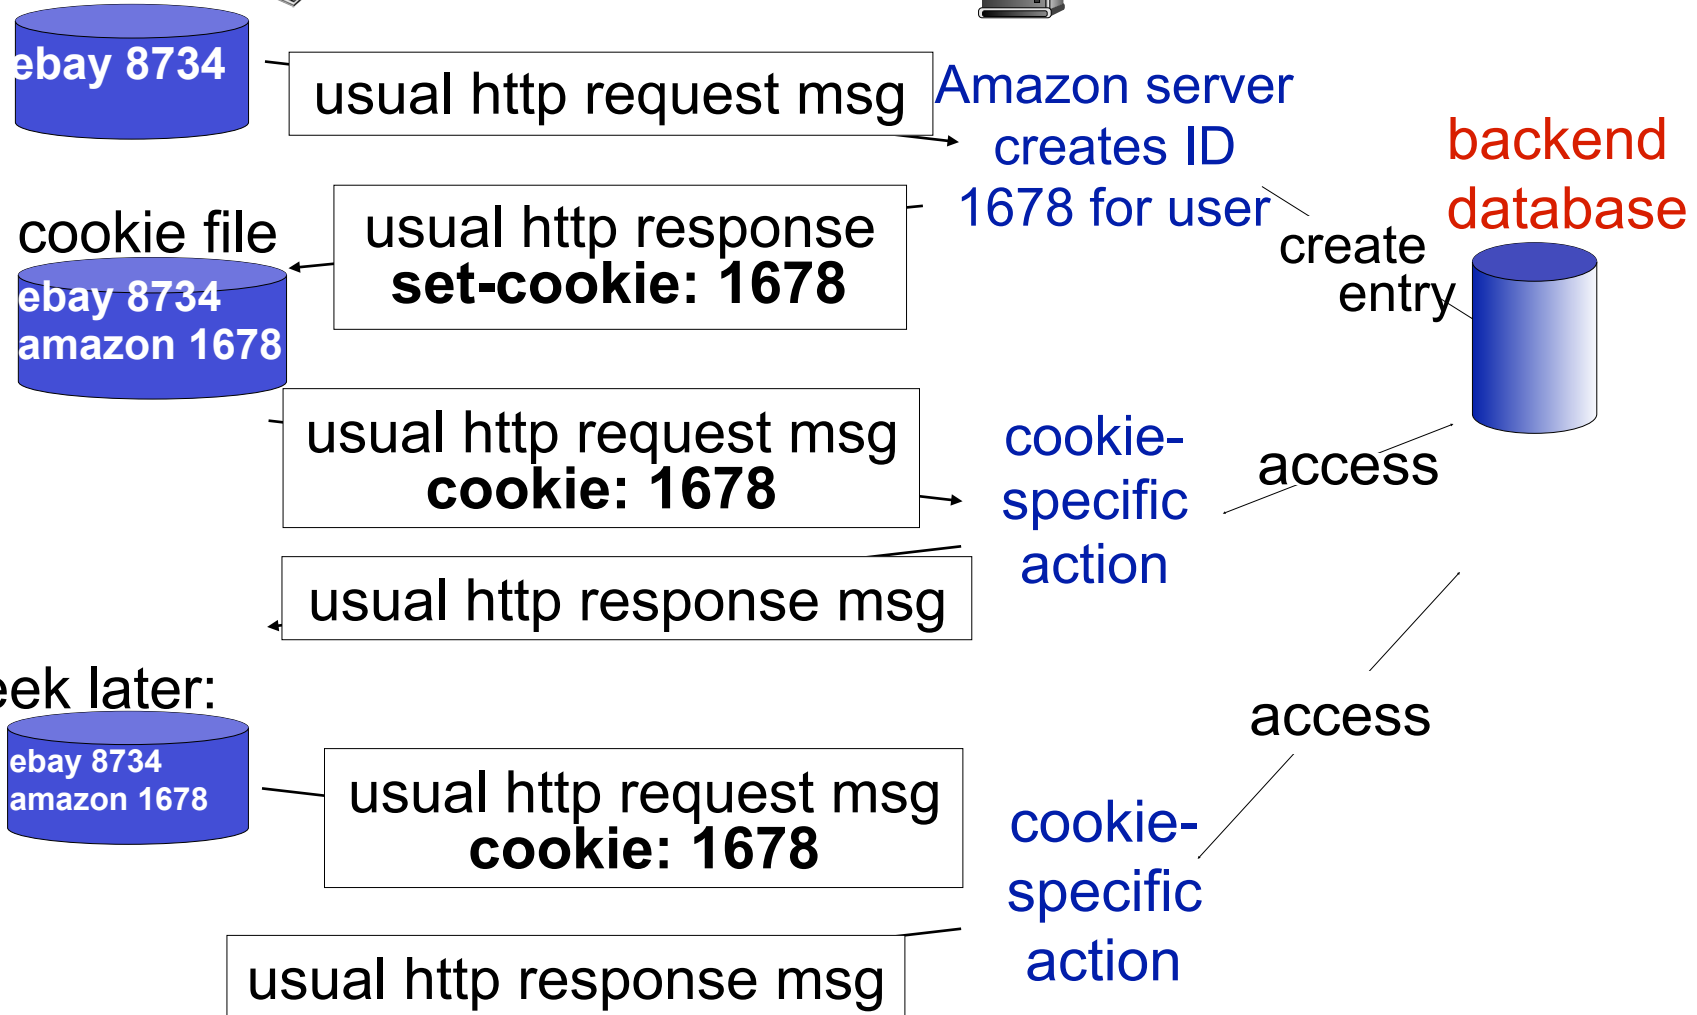 ebay 8734
usual http request msg
Amazon server
creates ID
1678 for user
backend
database
create
entry
usual http response
set-cookie: 1678
cookie file
ebay 8734
amazon 1678
usual http request msg
cookie: 1678
cookie-
specific
action
access
usual http response msg
eek later:
access
ebay 8734
amazon 1678
usual http request msg
cookie: 1678
cookie-
specific
action
usual http response msg